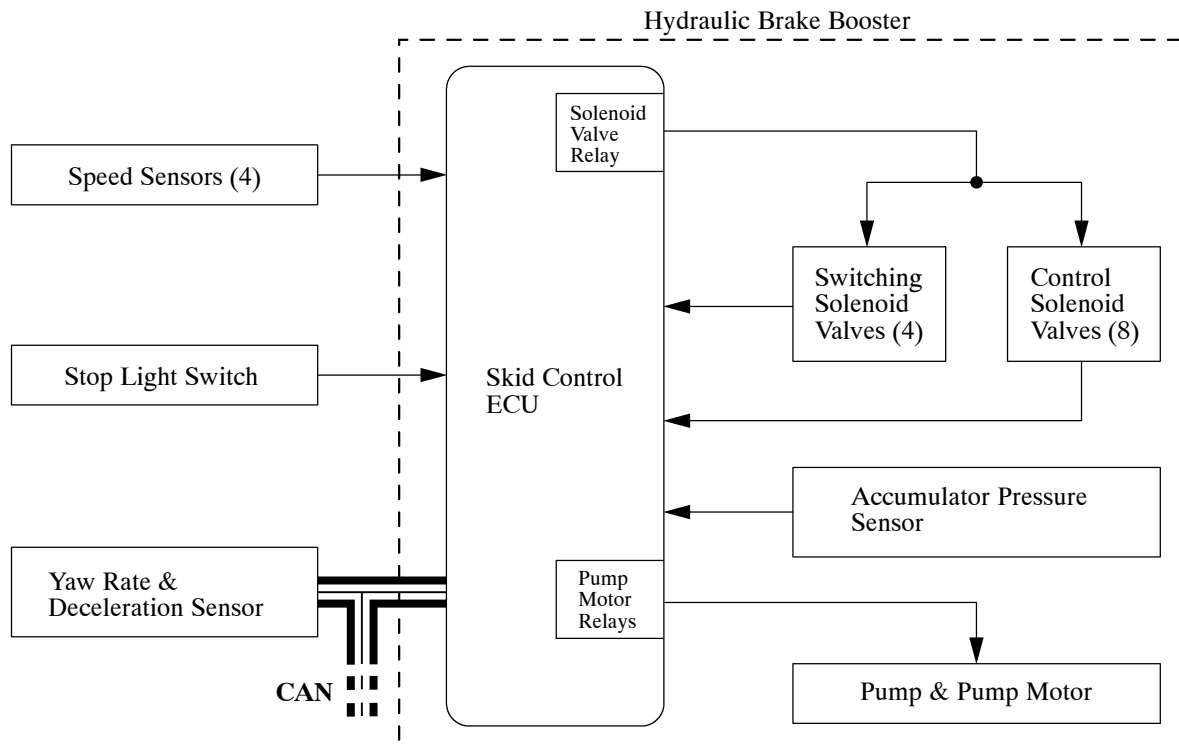 Hydraulic Brake Booster
Solenoid
Valve
Relay
Speed Sensors (4)
Switching
Solenoid
Valves (4)
Control
Solenoid
Valves (8)
Stop Light Switch
Skid Control
ECU
Accumulator Pressure
Sensor
Yaw Rate &
Deceleration Sensor
Pump
Motor
Relays
CAN
Pump & Pump Motor